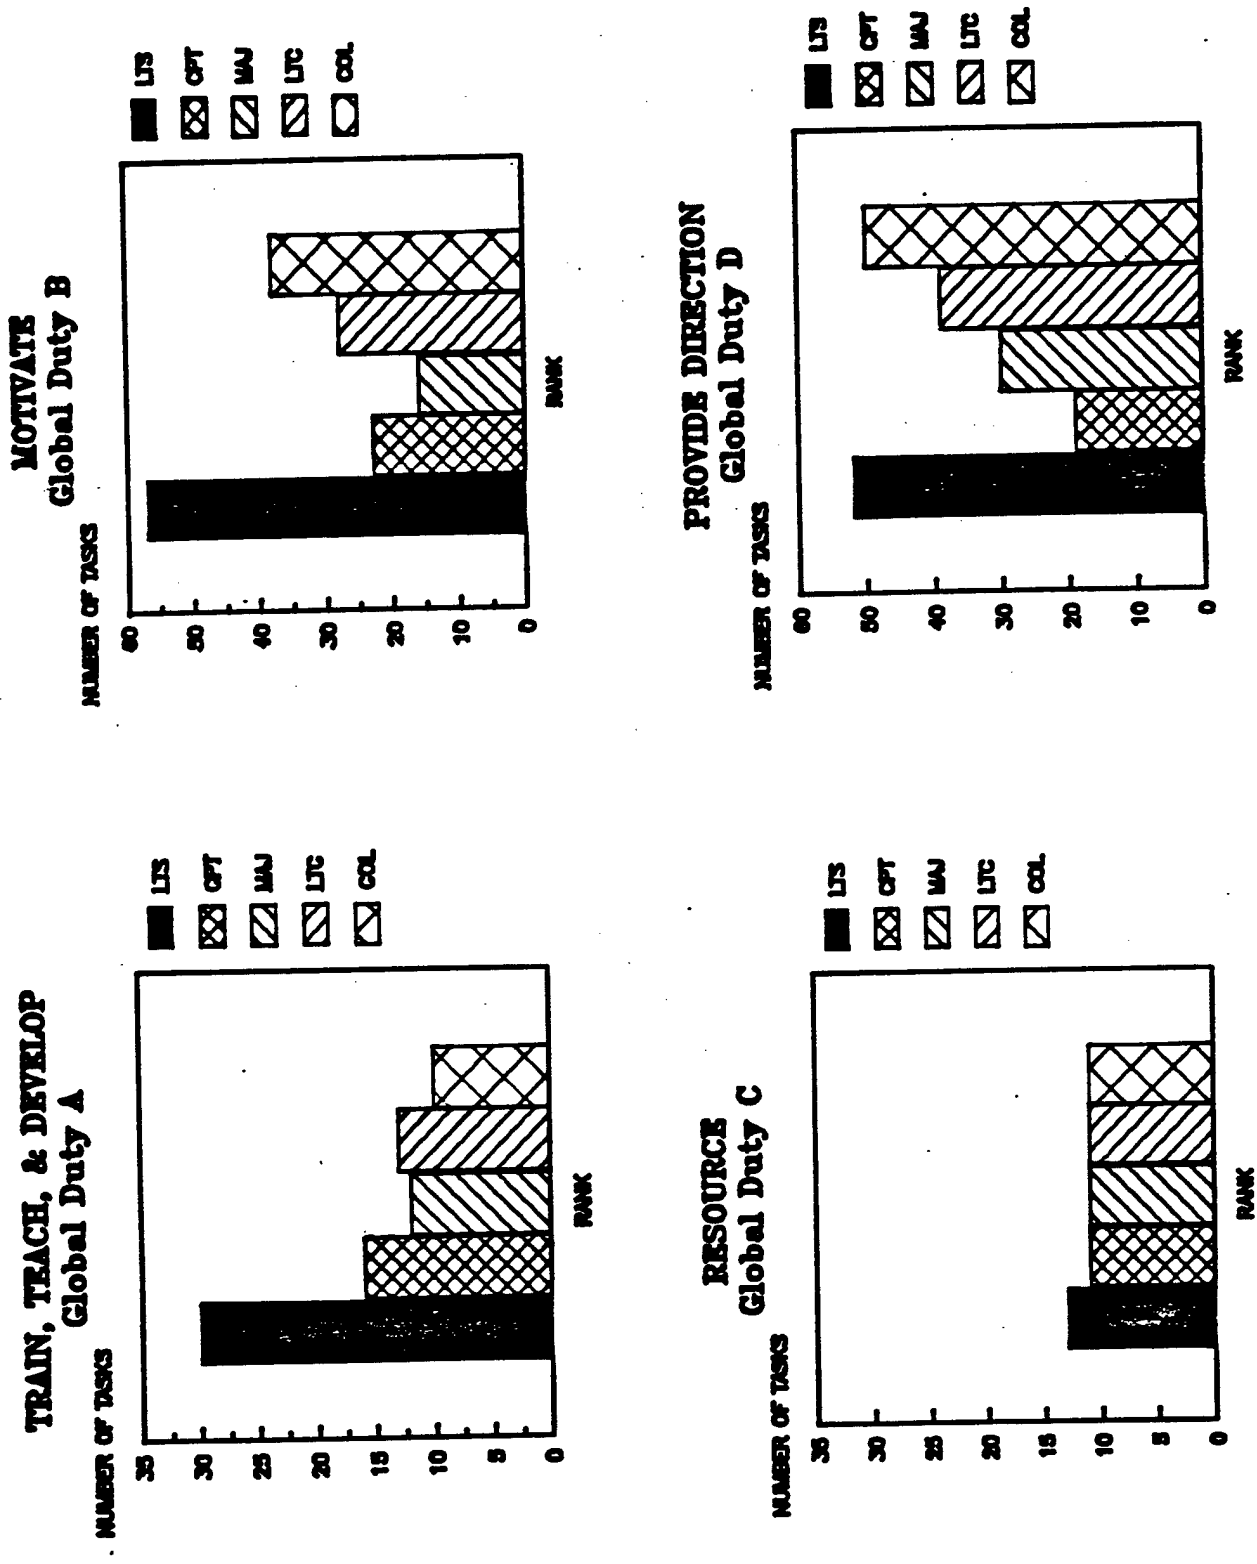 TRAIN, TEACH, & DEVELOP
Global Duty A
NUMBER OF TASKS
35
30
25
20
15
10
5
0
RANK
LTS
CPT
MAJ
LTC
COL
MOTIVATE
Global Duty B
NUMBER OF TASKS
60
50
40
30
20
10
0
RANK
LTS
CPT
MAJ
LTC
COL
RESOURCE
Global Duty C
NUMBER OF TASKS
35
30
25
20
15
10
5
0
RANK
LTS
CPT
MAJ
LTC
COL
PROVIDE DIRECTION
Global Duty D
NUMBER OF TASKS
60
50
40
30
20
10
0
RANK
LTS
CPT
MAJ
LTC
COL